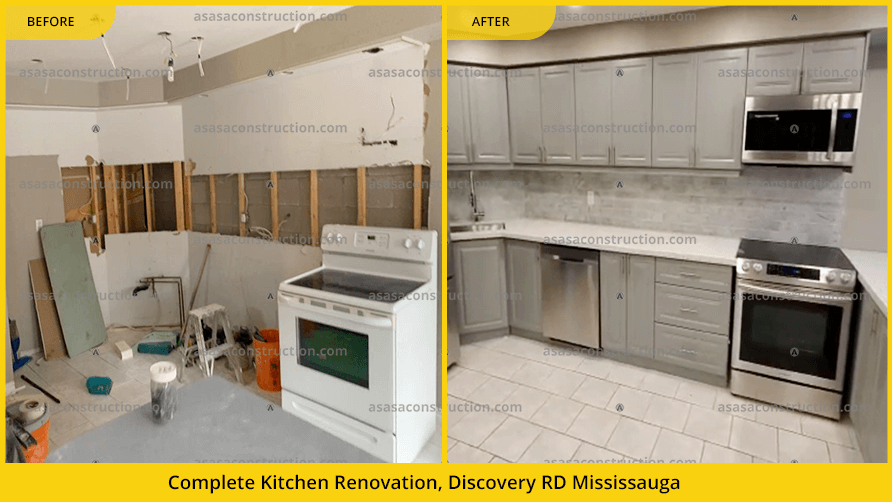 BEFORE
AFTER
asasaconstruction.com
Complete Kitchen Renovation, Discovery RD Mississauga